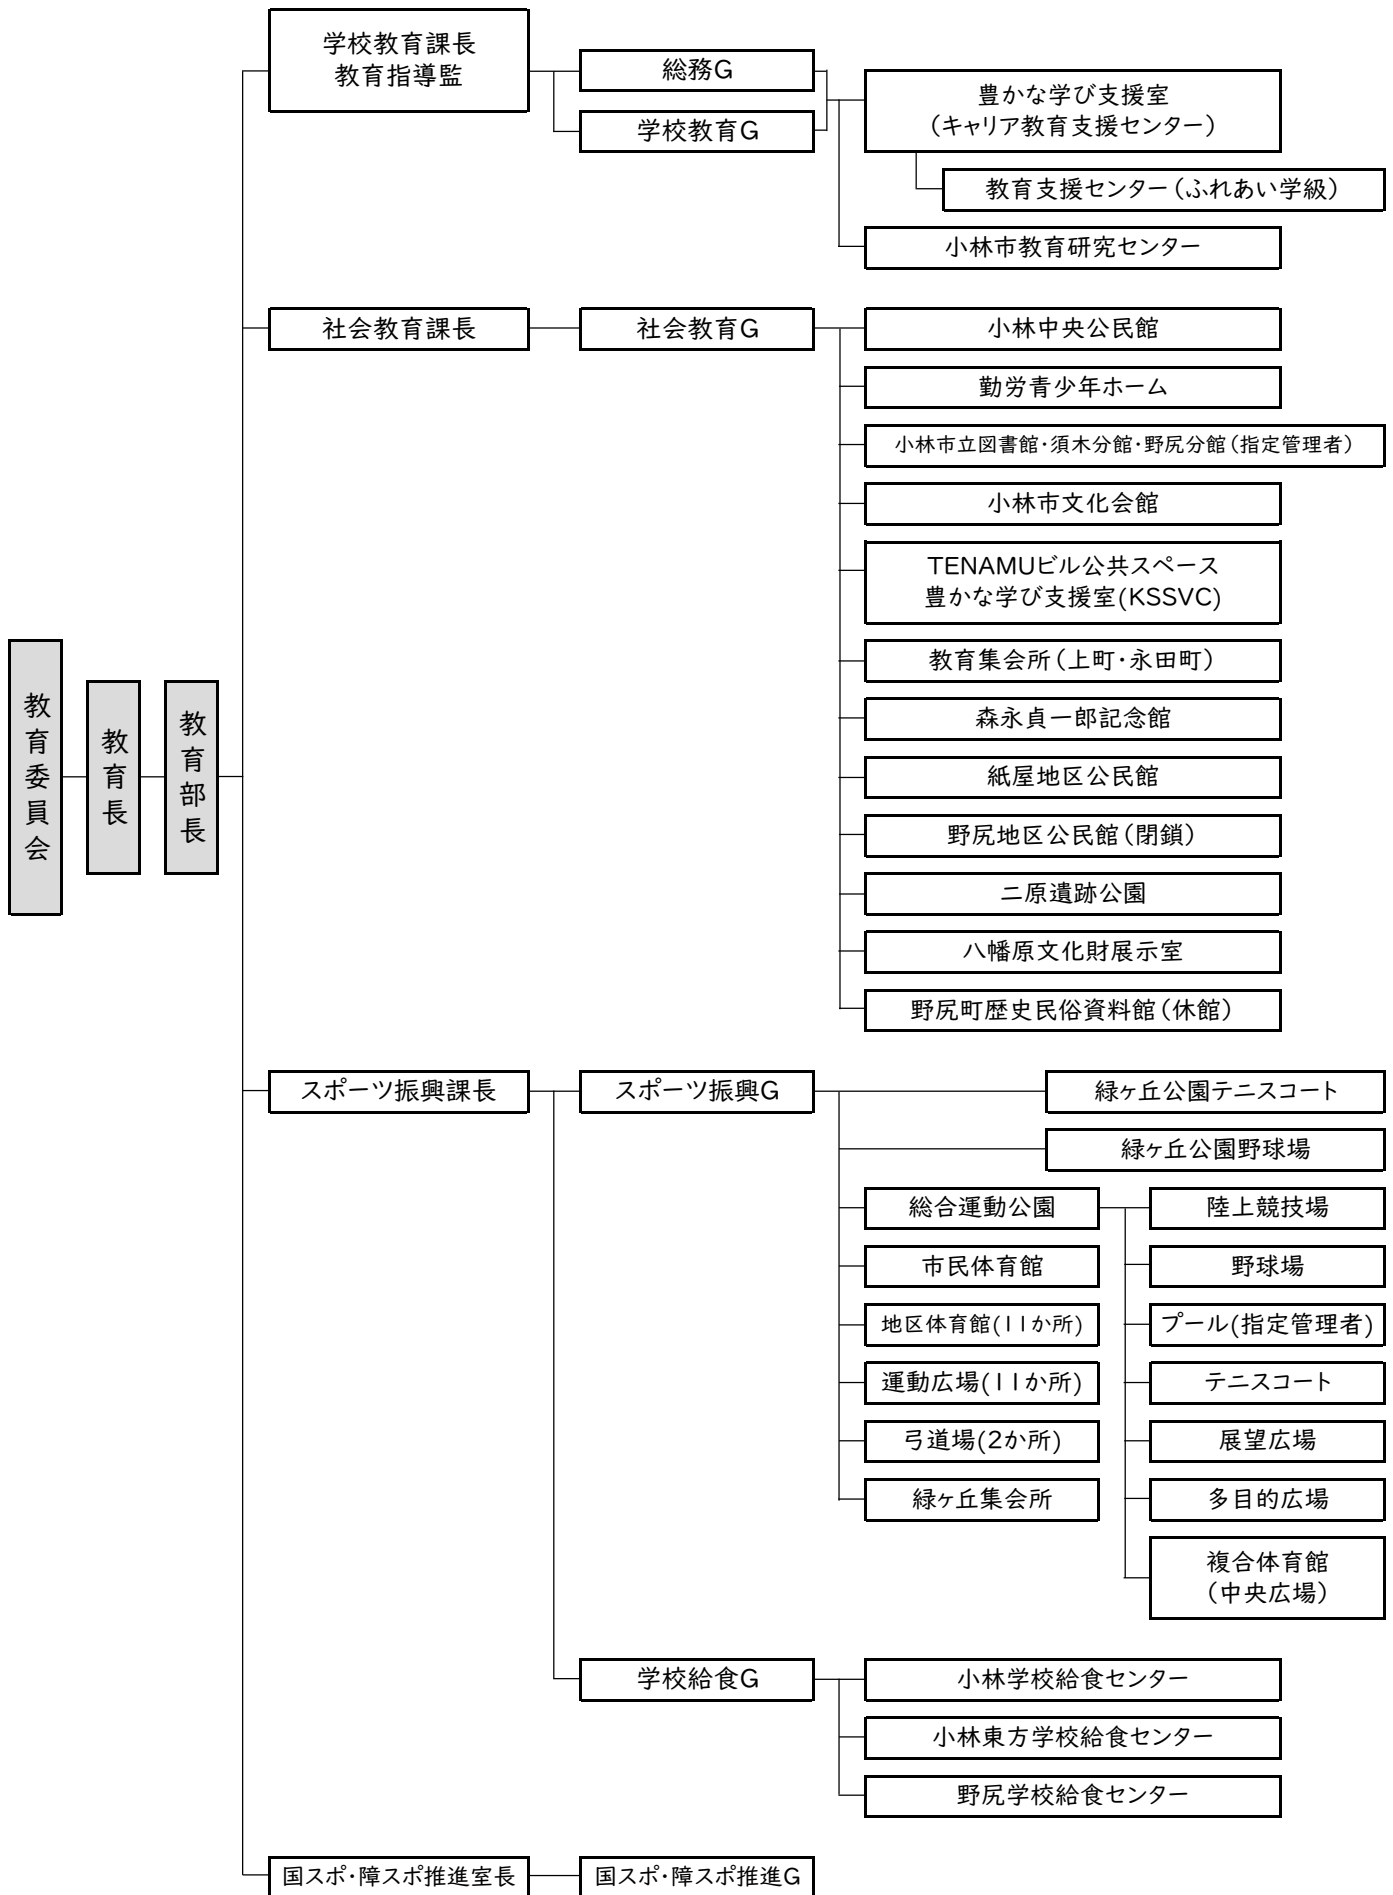 教育委員会
教育長
教育部長
学校教育課長
教育指導監
総務G
学校教育G
豊かな学び支援室
（キャリア教育支援センター）
教育支援センター（ふれあい学級）
小林市教育研究センター
社会教育課長
社会教育G
小林中央公民館
勤労青少年ホーム
小林市立図書館・須木分館・野尻分館（指定管理者）
小林市文化会館
TENAMUビル公共スペース
豊かな学び支援室(KSSVC)
教育集会所（上町・永田町）
森永貞一郎記念館
紙屋地区公民館
野尻地区公民館（閉鎖）
二原遺跡公園
八幡原文化財展示室
野尻町歴史民俗資料館（休館）
スポーツ振興課長
スポーツ振興G
緑ヶ丘公園テニスコート
緑ヶ丘公園野球場
総合運動公園
陸上競技場
市民体育館
野球場
地区体育館(11か所)
プール(指定管理者)
運動広場(11か所)
テニスコート
弓道場(2か所)
展望広場
緑ヶ丘集会所
多目的広場
複合体育館
（中央広場）
学校給食G
小林学校給食センター
小林東方学校給食センター
野尻学校給食センター
国スポ・障スポ推進室長
国スポ・障スポ推進G